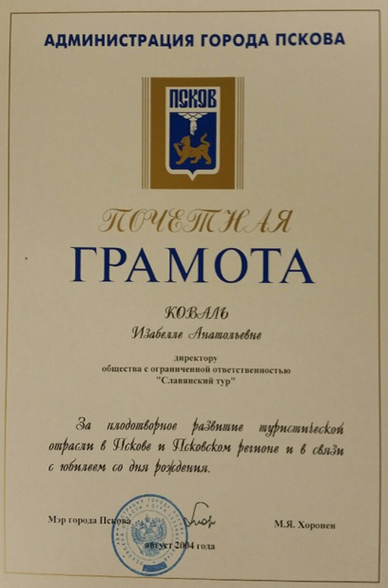 АДМИНИСТРАЦИЯ ГОРОДА ПСКОВА
ПСКОВ
ПОЧЕТНАЯ
ГРАМОТА
КОВАЛЬ
Изабелле Анатольевне
директору
общества с ограниченной ответственностью
"Славянский тур"
За плодотворное развитие туристической
отрасли в Пскове и Псковском регионе и в связи
с юбилеем со дня рождения.
Мэр города Пскова
М.Я. Хоронен
август 2004 года